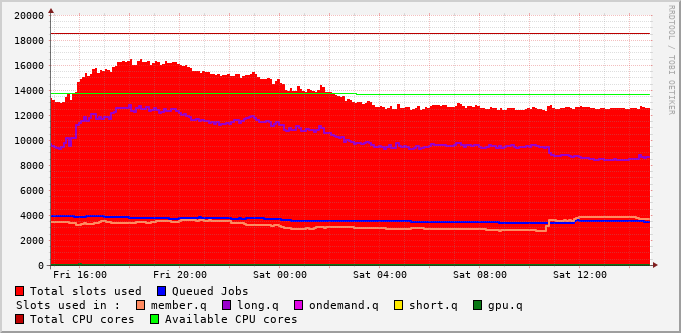 RRDTOOL / TOBI OETIKER
20000
18000
16000
14000
12000
10000
8000
6000
4000
2000
0
Fri 16:00 Fri 20:00 Sat 00:00 Sat 04:00 Sat 08:00 Sat 12:00
Total slots used Queued Jobs
Slots used in : member.q long.q ondemand.q short.q gpu.q
Total CPU cores Available CPU cores